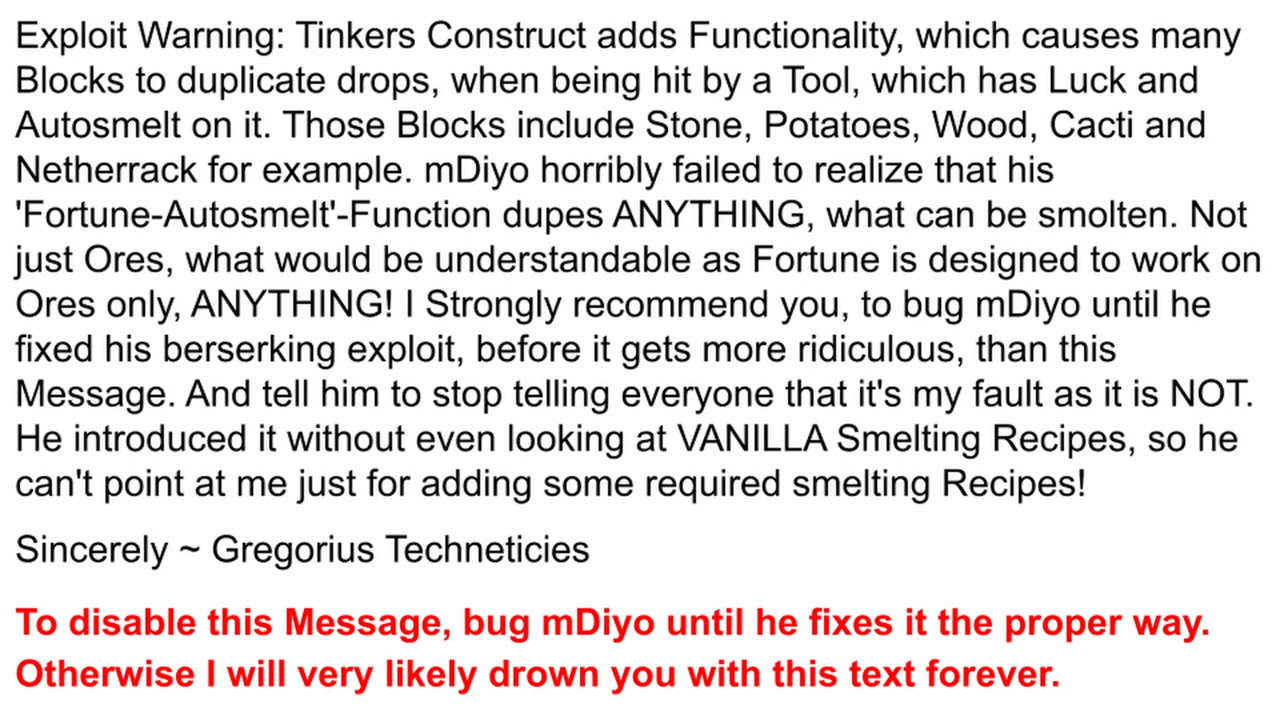 Exploit Warning: Tinkers Construct adds Functionality, which causes many
Blocks to duplicate drops, when being hit by a Tool, which has Luck and
Autosmelt on it. Those Blocks include Stone, Potatoes, Wood, Cacti and
Netherrack for example. mDiyo horribly failed to realize that his
'Fortune-Autosmelt'-Function dupes ANYTHING, what can be smolten. Not
just Ores, what would be understandable as Fortune is designed to work on
Ores only, ANYTHING! I Strongly recommend you, to bug mDiyo until he
fixed his berserking exploit, before it gets more ridiculous, than this
Message. And tell him to stop telling everyone that it's my fault as it is NOT.
He introduced it without even looking at VANILLA Smelting Recipes, so he
can't point at me just for adding some required smelting Recipes!
Sincerely ~ Gregorius Techneticies
To disable this Message, bug mDiyo until he fixes it the proper way.
Otherwise I will very likely drown you with this text forever.